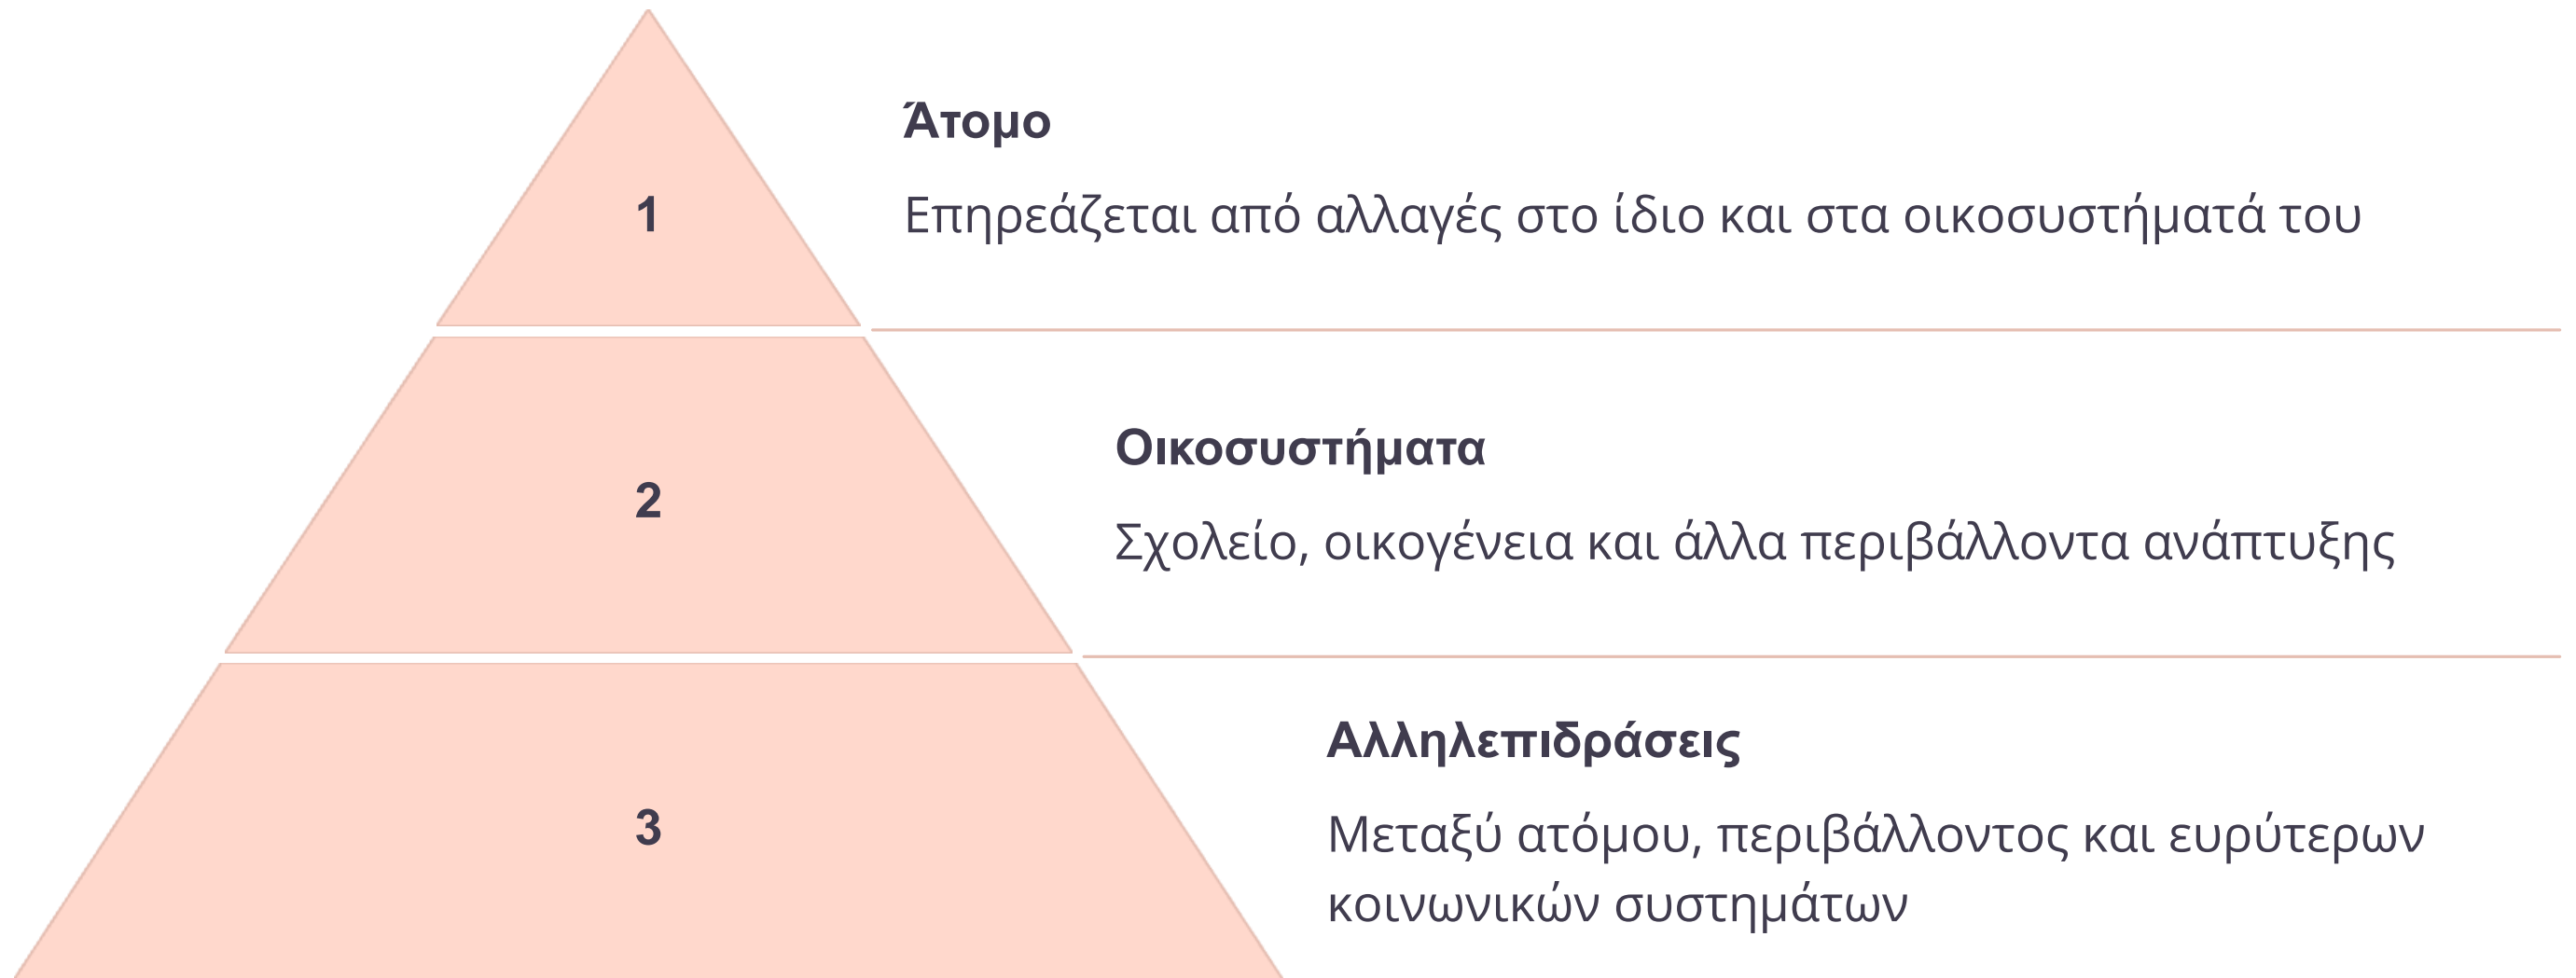 Άτομο
1
Επηρεάζεται από αλλαγές στο ίδιο και στα οικοσυστήματά του
Οικοσυστήματα
2
Σχολείο, οικογένεια και άλλα περιβάλλοντα ανάπτυξης
Αλληλεπιδράσεις
3
Μεταξύ ατόμου, περιβάλλοντος και ευρύτερων
κοινωνικών συστημάτων